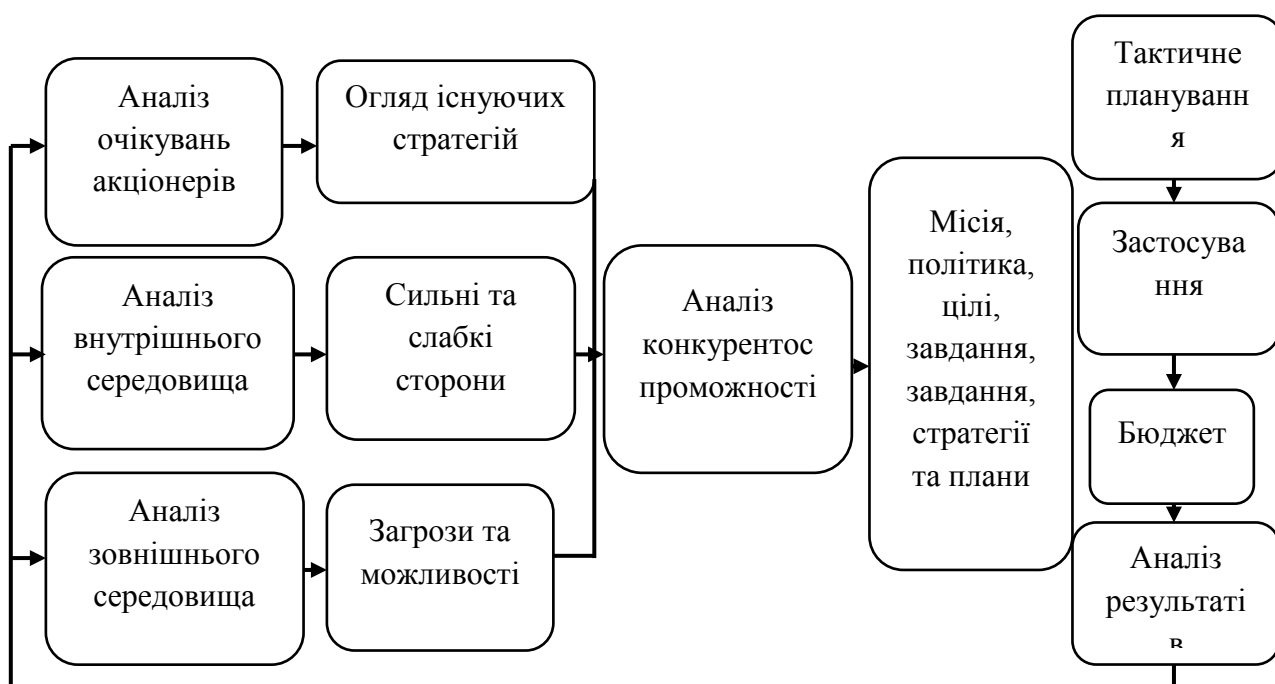 Аналіз
очікувань
акціонерів
Огляд існуючих
стратегій
Аналіз
внутрішнього
середовища
Сильні та
слабкі
сторони
Аналіз
зовнішнього
середовища
Загрози та
можливості
Аналіз
конкурентос
проможності
Місія,
політика,
цілі,
завдання,
завдання,
стратегії
та плани
Тактичне
плануванн
я
Застосува
ння
Бюджет
Аналіз
результаті
в